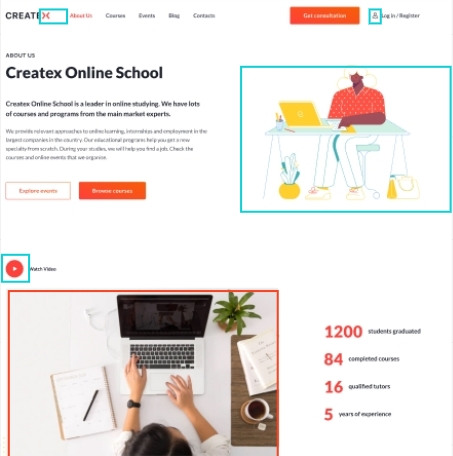 CREATEX
About Us
Courses
Events
Blog
Contacts
Get consultation
Log in / Register
ABOUT US
Createx Online School
Createx Online School is a leader in online studying. We have lots
of courses and programs from the main market experts.
We provide relevant approaches to online learning, internships and employment in the
largest companies in the country. Our educational programs help you get a new
specialty from scratch. During your studies, we will help you find a job. Check the
courses and online events that we organise.
Explore events
Browse courses
Watch Video
1200 students graduated
84 completed courses
16 qualified tutors
5 years of experience